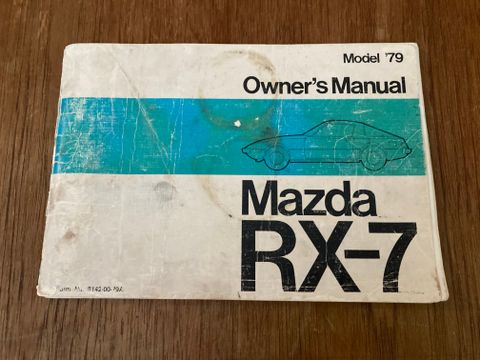 Model '79
Owner's Manual
Mazda
RX-7